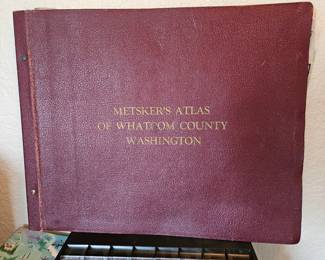 METSKER'S ATLAS
OF WHATCOM COUNTY
WASHINGTON